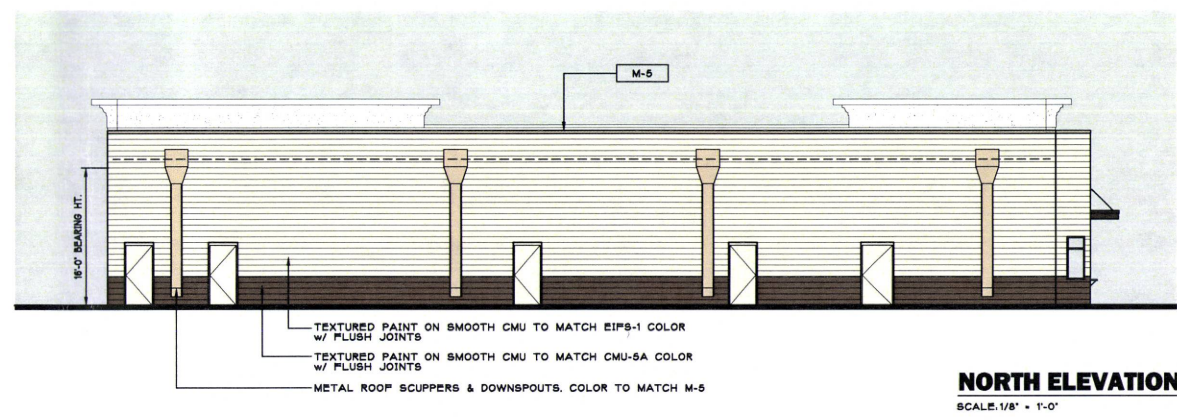 M-5
16'-0" BEARING HT.
TEXTURED PAINT ON SMOOTH CMU TO MATCH EIFS-1 COLOR
w/ FLUSH JOINTS
TEXTURED PAINT ON SMOOTH CMU TO MATCH CMU-5A COLOR
w/ FLUSH JOINTS
METAL ROOF SCUPPERS & DOWNSPOUTS. COLOR TO MATCH M-5
NORTH ELEVATION
SCALE: 1/8" = 1'-0"